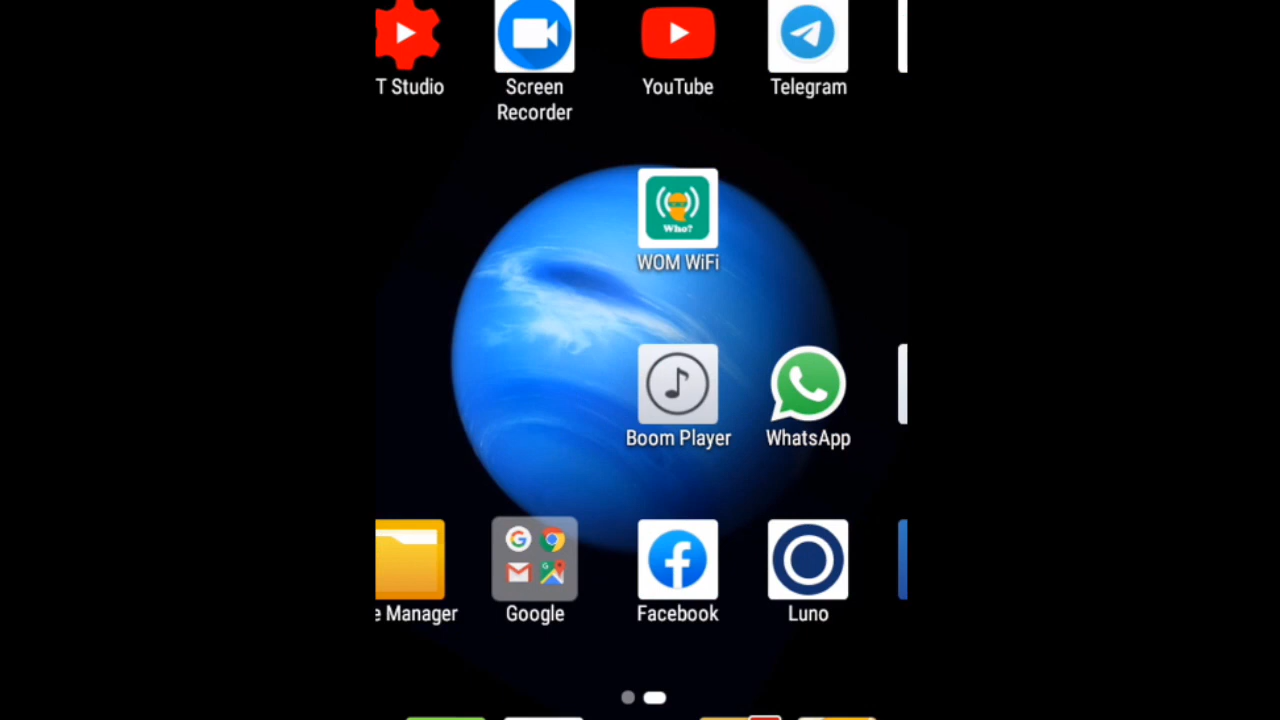 T Studio
Screen
Recorder
YouTube
Telegram
Who?
WOM WiFi
Boom Player
WhatsApp
e Manager
Google
Facebook
Luno